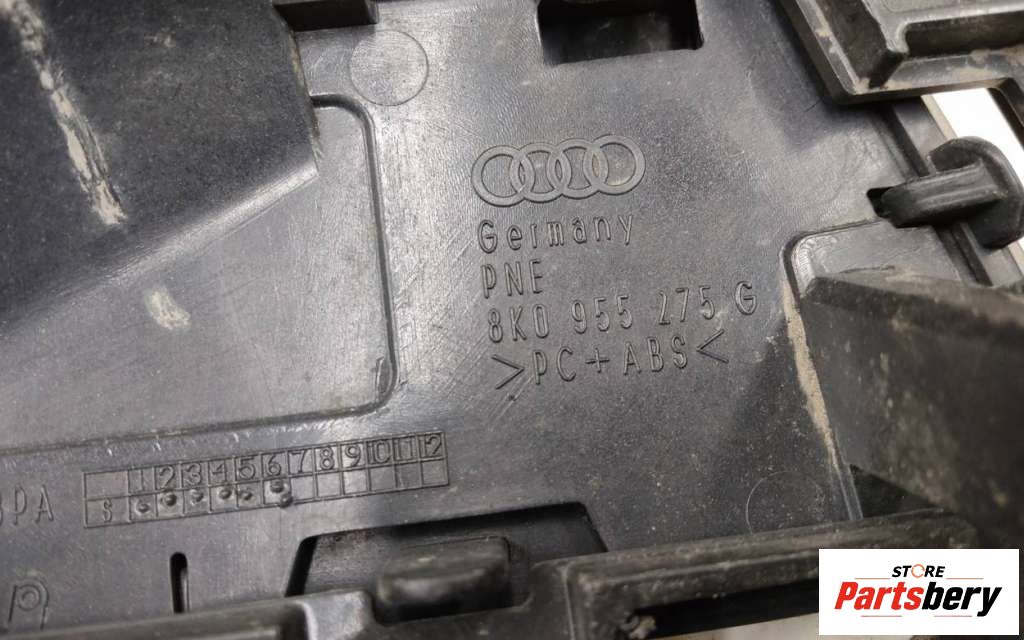 Germany
PNE
8K0 955 275 G
>PC+ABS<
1 2 3 4 5 6 7 8 9 10 11 12
S
PA
STORE
Partsbery